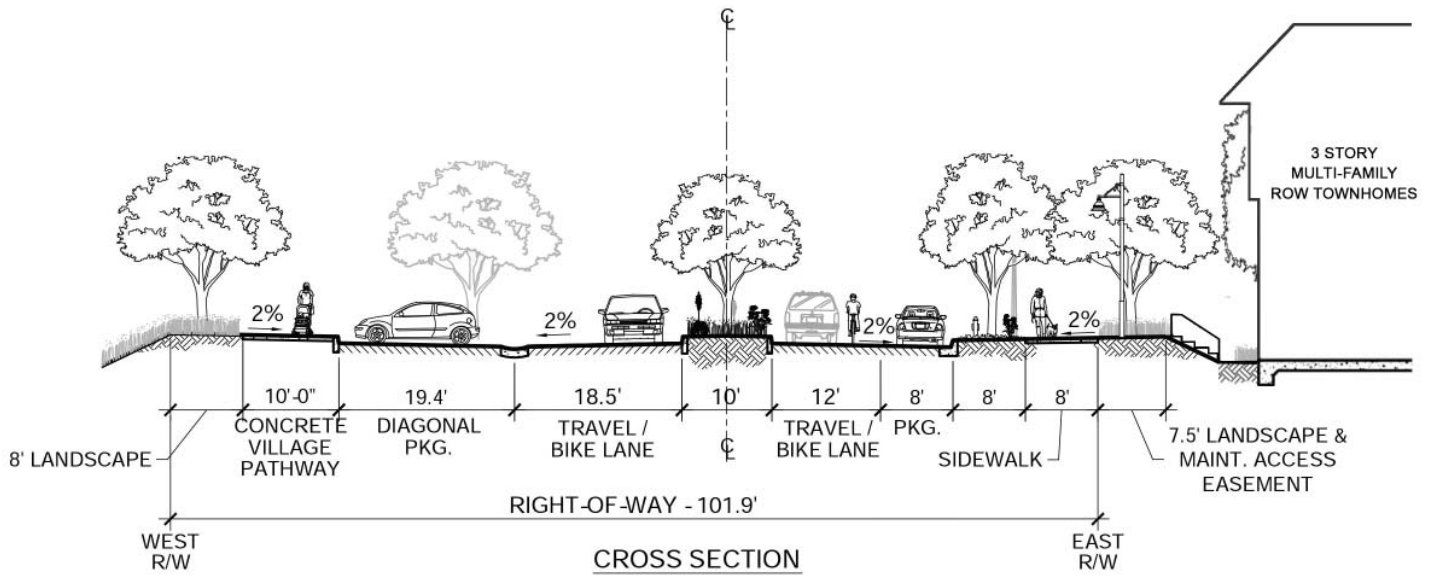 ℄
3 STORY
MULTI-FAMILY
ROW TOWNHOMES
2%
2%
2%
2%
10'-0"
19.4'
18.5'
10'
12'
8'
8'
8'
8' LANDSCAPE
CONCRETE
VILLAGE
PATHWAY
DIAGONAL
PKG.
TRAVEL /
BIKE LANE
℄
TRAVEL /
BIKE LANE
PKG.
SIDEWALK
7.5' LANDSCAPE &
MAINT. ACCESS
EASEMENT
RIGHT-OF-WAY - 101.9'
WEST
R/W
CROSS SECTION
EAST
R/W